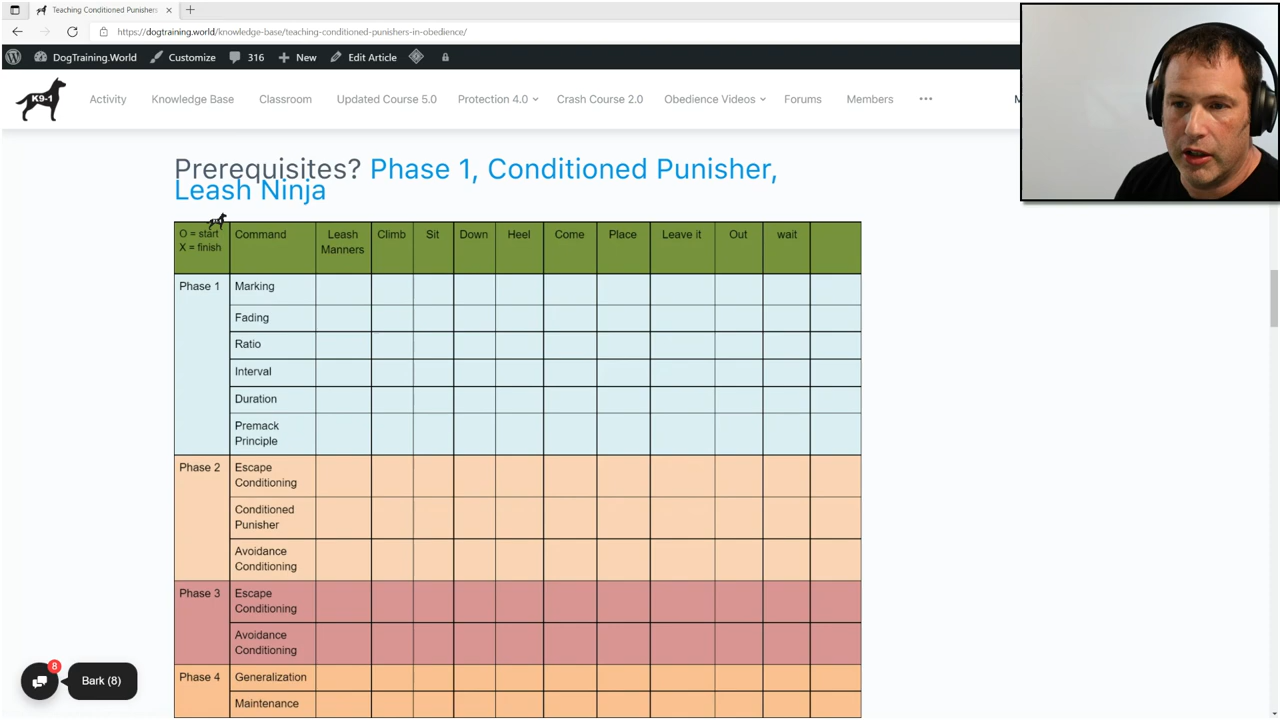 Teaching Conditioned Punishers
https://dogtraining.world/knowledge-base/teaching-conditioned-punishers-in-obedience/
DogTraining.World Customize 316 New Edit Article
K9-1 Activity Knowledge Base Classroom Updated Course 5.0 Protection 4.0 Crash Course 2.0 Obedience Videos Forums Members ••• M
Prerequisites? Phase 1, Conditioned Punisher,
Leash Ninja
O = start
X = finish
Command
Leash
Manners
Climb
Sit
Down
Heel
Come
Place
Leave it
Out
wait
Phase 1
Marking
Fading
Ratio
Interval
Duration
Premack
Principle
Phase 2
Escape
Conditioning
Conditioned
Punisher
Avoidance
Conditioning
Phase 3
Escape
Conditioning
Avoidance
Conditioning
Phase 4
Generalization
Maintenance
8
Bark (8)